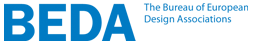 BEDA
The Bureau of European
Design Associations